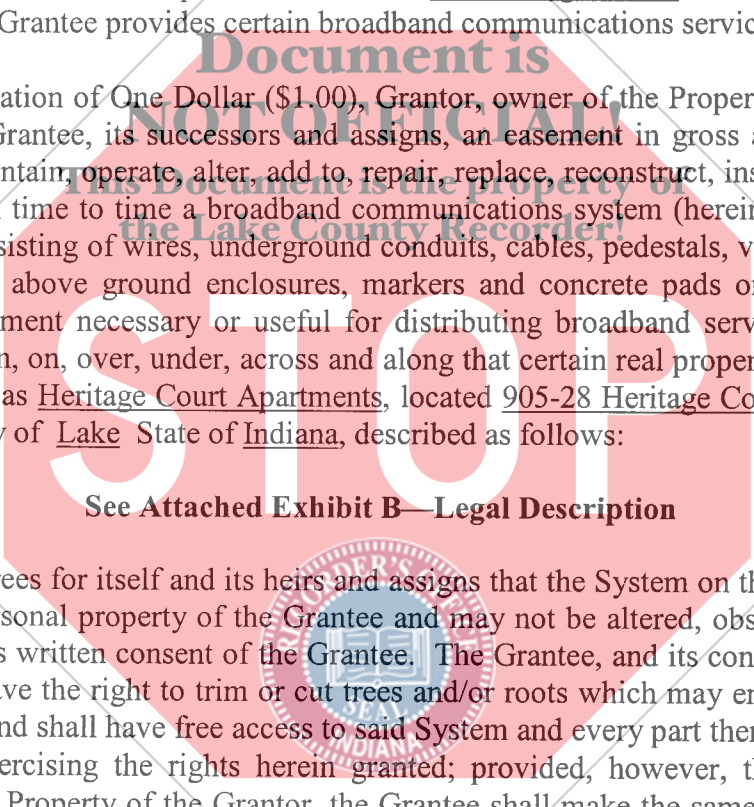 Grantee provides certain broadband communications servic
Document is
ation of One Dollar ($1.00), Grantor, owner of the Proper
NOT OFFICIAL!
Grantee, its successors and assigns, an easement in gross a
ntain, operate, alter, add to, repair, replace, reconstruct, ins
This Document is the property of
time to time a broadband communications system (herein
the Lake County Recorder!
sisting of wires, underground conduits, cables, pedestals, v
above ground enclosures, markers and concrete pads o
ment necessary or useful for distributing broadband serv
n, on, over, under, across and along that certain real proper
as Heritage Court Apartments, located 905-28 Heritage Co
y of Lake State of Indiana, described as follows:
STOP
See Attached Exhibit B—Legal Description
rees for itself and its heirs and assigns that the System on th
rsonal property of the Grantee and may not be altered, obs
s written consent of the Grantee. The Grantee, and its con
ave the right to trim or cut trees and/or roots which may en
nd shall have free access to said System and every part ther
ercising the rights herein granted; provided, however, th
Property of the Grantor, the Grantee shall make the same
RECORDER'S OFFICE
SEAL
INDIANA